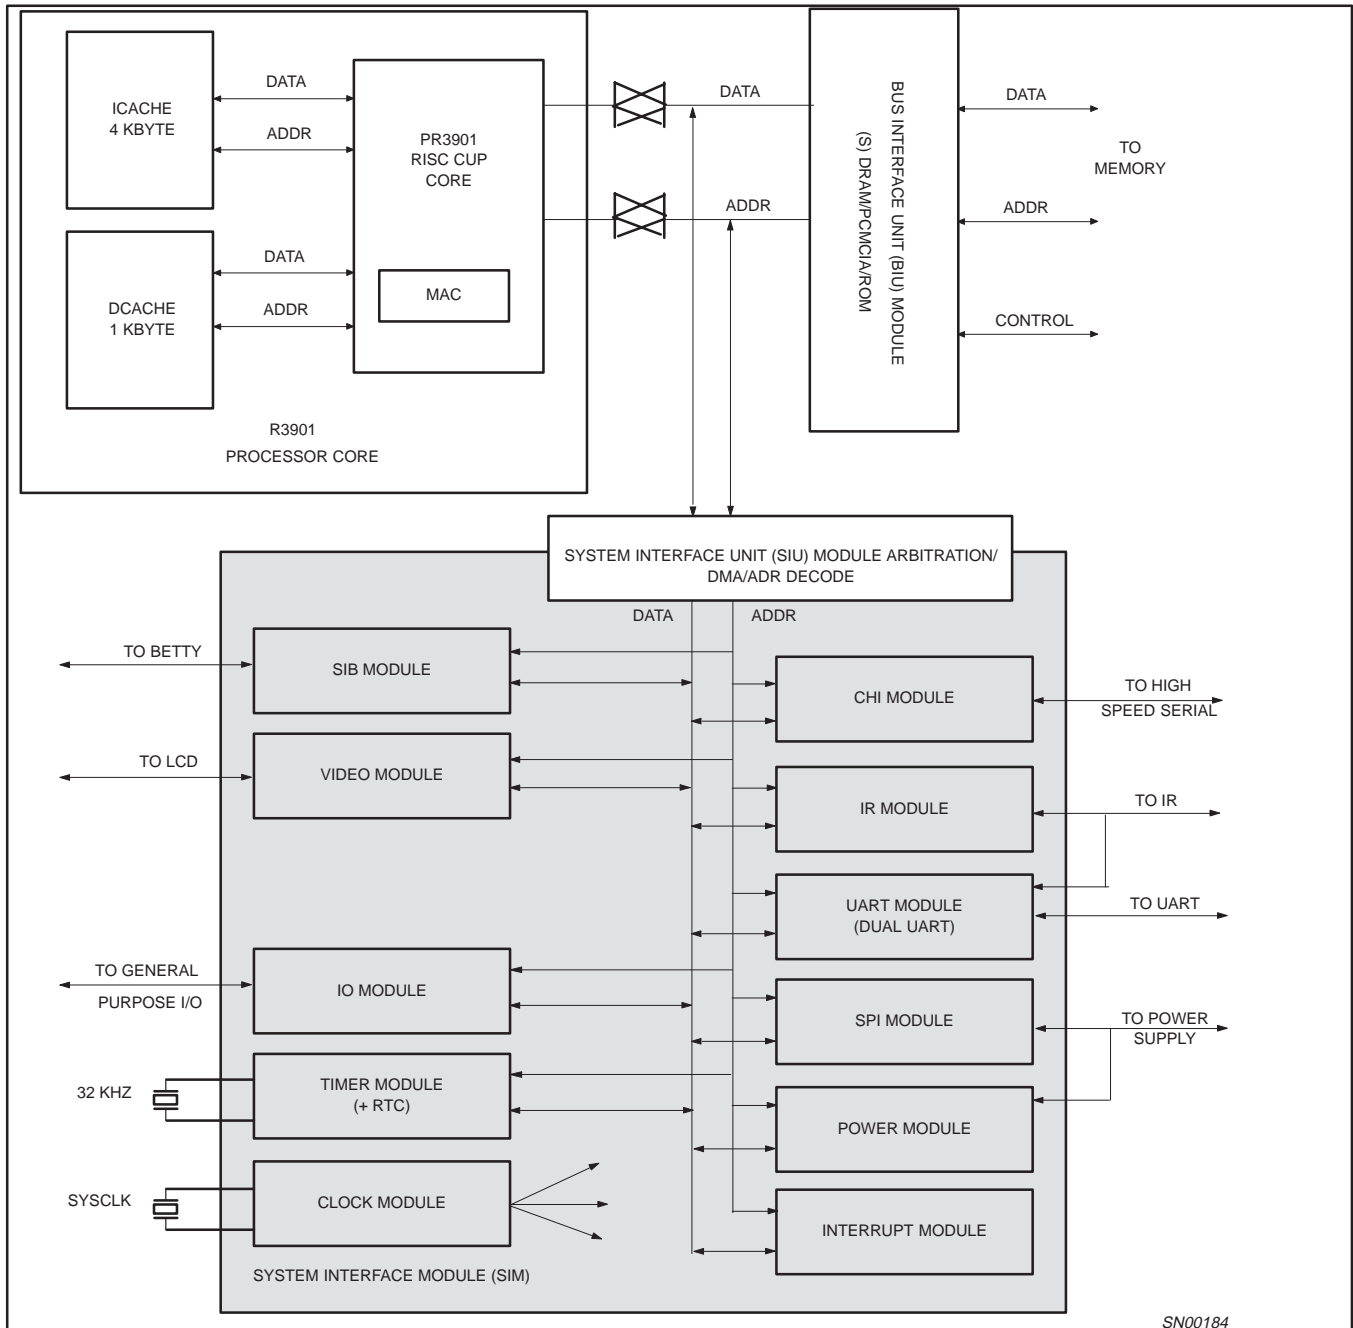 ICACHE
4 KBYTE
DATA
ADDR
PR3901
RISC CUP
CORE
MAC
DCACHE
1 KBYTE
DATA
ADDR
R3901
PROCESSOR CORE
DATA
ADDR
BUS INTERFACE UNIT (BIU) MODULE
(S) DRAM/PCMCIA/ROM
DATA
TO
MEMORY
ADDR
CONTROL
SYSTEM INTERFACE UNIT (SIU) MODULE ARBITRATION/
DMA/ADR DECODE
DATA
ADDR
TO BETTY
SIB MODULE
TO LCD
VIDEO MODULE
TO GENERAL
PURPOSE I/O
IO MODULE
32 KHZ
TIMER MODULE
(+ RTC)
SYSCLK
CLOCK MODULE
SYSTEM INTERFACE MODULE (SIM)
CHI MODULE
TO HIGH
SPEED SERIAL
IR MODULE
TO IR
UART MODULE
(DUAL UART)
TO UART
SPI MODULE
TO POWER
SUPPLY
POWER MODULE
INTERRUPT MODULE
SN00184